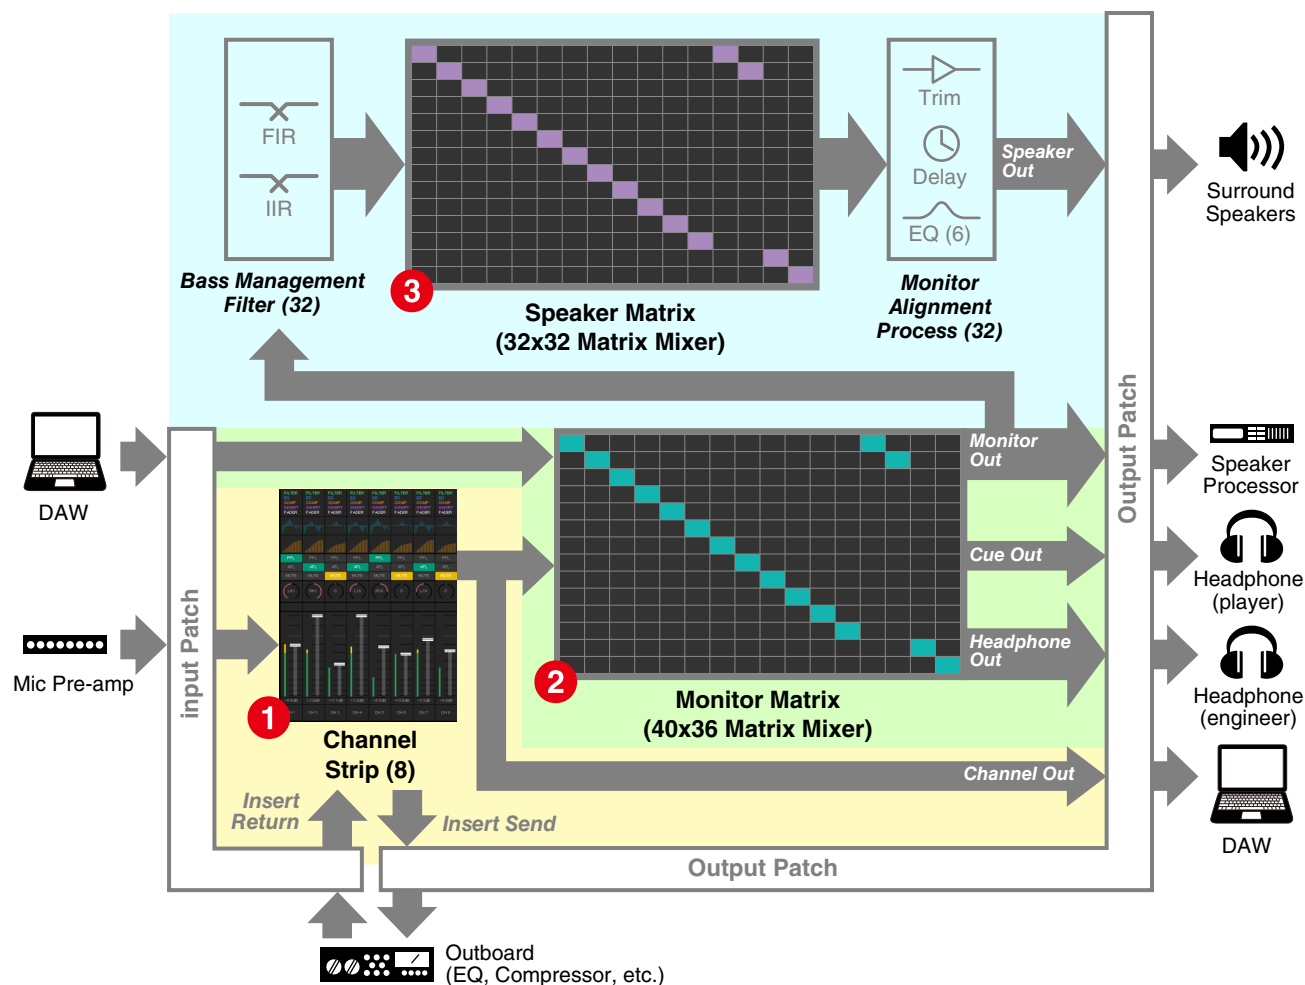 FIR
IIR
Bass Management
Filter (32)
3
Speaker Matrix
(32x32 Matrix Mixer)
Trim
Delay
EQ (6)
Monitor
Alignment
Process (32)
Speaker
Out
Output Patch
Surround
Speakers
DAW
Mic Pre-amp
input Patch
1
Channel
Strip (8)
2
Monitor Matrix
(40x36 Matrix Mixer)
Monitor
Out
Cue Out
Headphone
Out
Channel Out
Speaker
Processor
Headphone
(player)
Headphone
(engineer)
DAW
Insert
Return
Insert Send
Output Patch
Outboard
(EQ, Compressor, etc.)